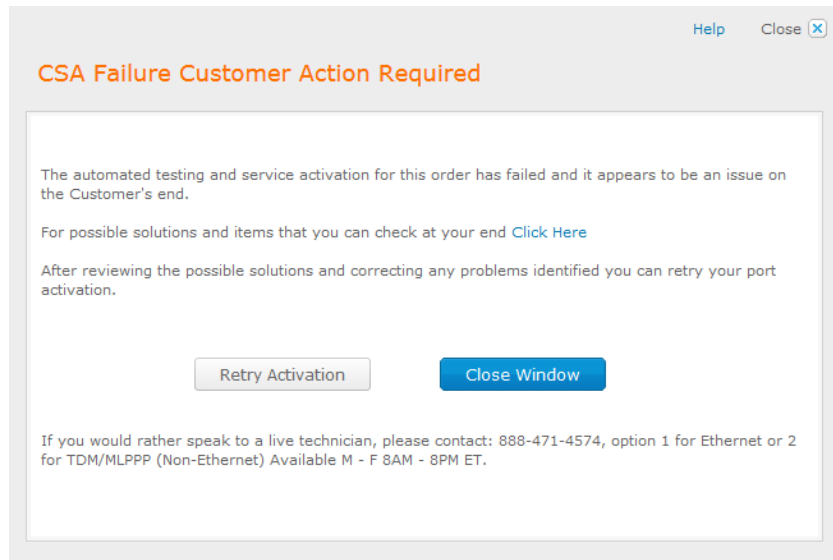 Help Close
CSA Failure Customer Action Required
The automated testing and service activation for this order has failed and it appears to be an issue on
the Customer's end.
For possible solutions and items that you can check at your end Click Here
After reviewing the possible solutions and correcting any problems identified you can retry your port
activation.
Retry Activation Close Window
If you would rather speak to a live technician, please contact: 888-471-4574, option 1 for Ethernet or 2
for TDM/MLPPP (Non-Ethernet) Available M - F 8AM - 8PM ET.